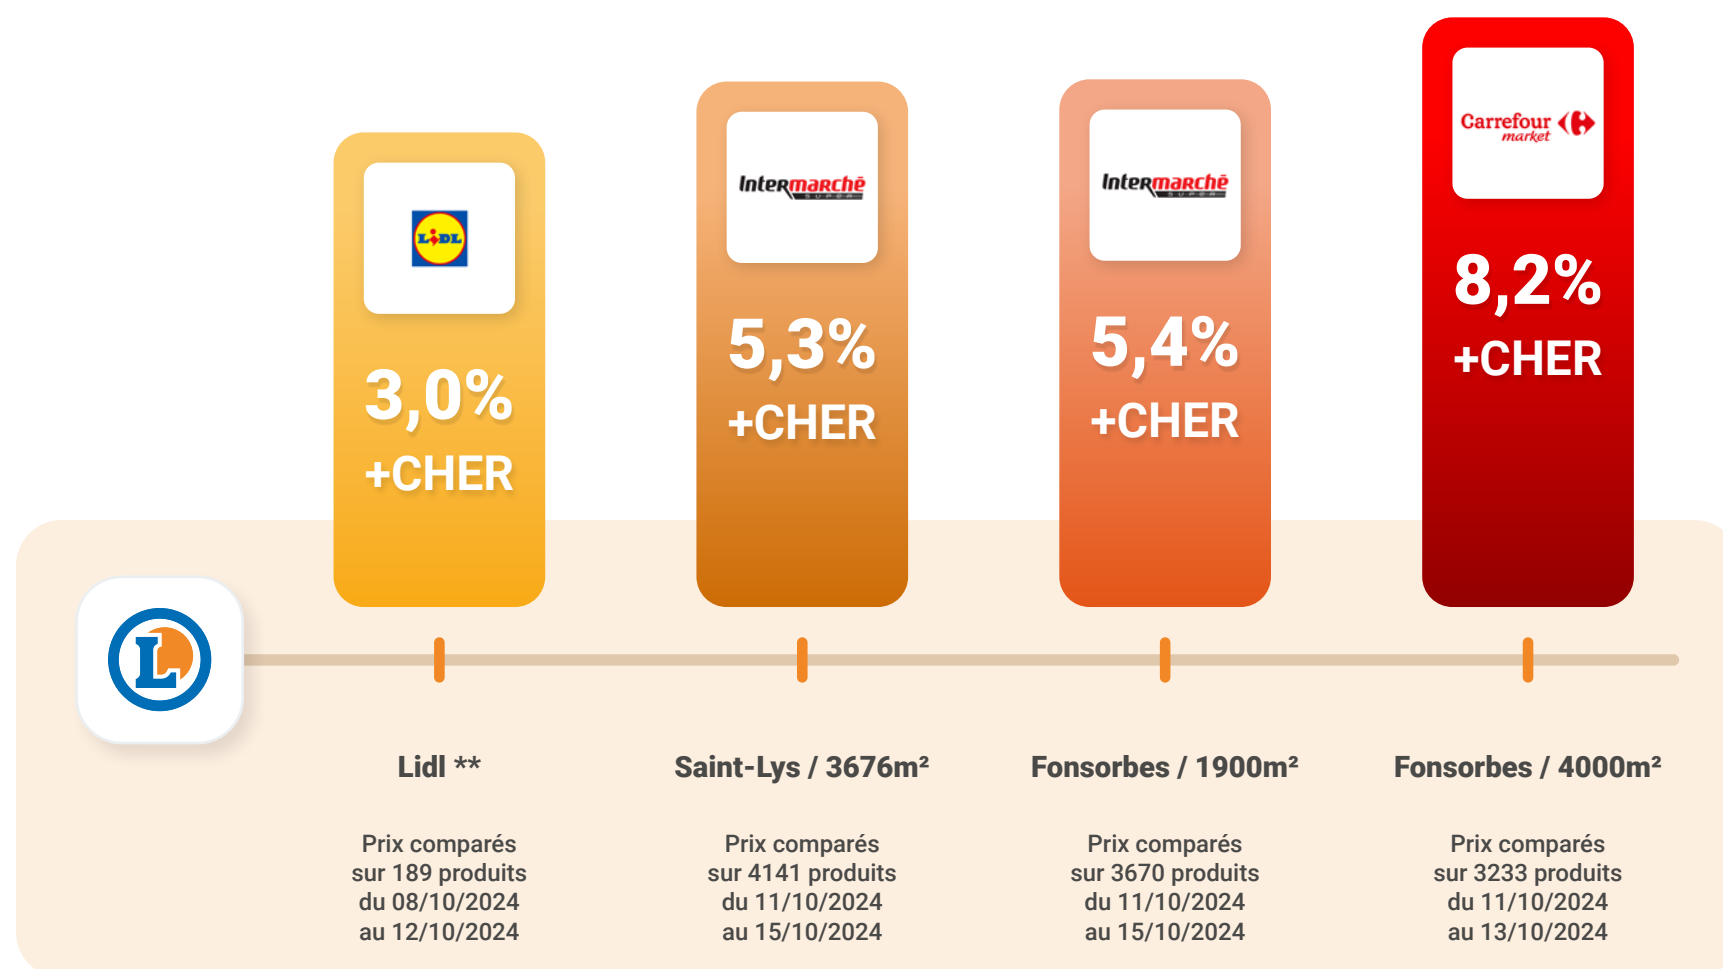 LiDL
3,0%
+CHER
Intermarchē
SUPER
5,3%
+CHER
Intermarchē
SUPER
5,4%
+CHER
Carrefour
market
8,2%
+CHER
L
Lidl **
Prix comparés
sur 189 produits
du 08/10/2024
au 12/10/2024
Saint-Lys / 3676m²
Prix comparés
sur 4141 produits
du 11/10/2024
au 15/10/2024
Fonsorbes / 1900m²
Prix comparés
sur 3670 produits
du 11/10/2024
au 15/10/2024
Fonsorbes / 4000m²
Prix comparés
sur 3233 produits
du 11/10/2024
au 13/10/2024